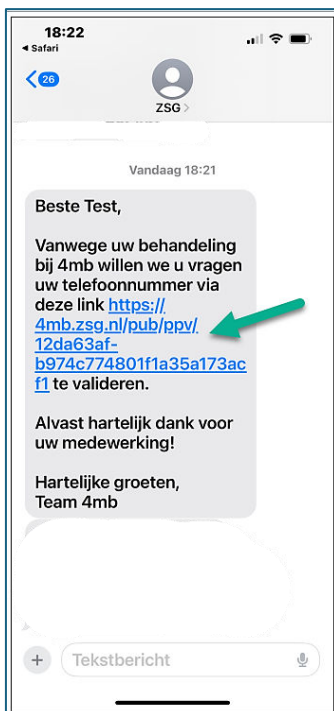 18:22
◀ Safari
26
ZSG >
Vandaag 18:21
Beste Test,
Vanwege uw behandeling
bij 4mb willen we u vragen
uw telefoonnummer via
deze link https://
4mb.zsg.nl/pub/ppv/
12da63af-
b974c774801f1a35a173ac
f1 te valideren.
Alvast hartelijk dank voor
uw medewerking!
Hartelijke groeten,
Team 4mb
Tekstbericht